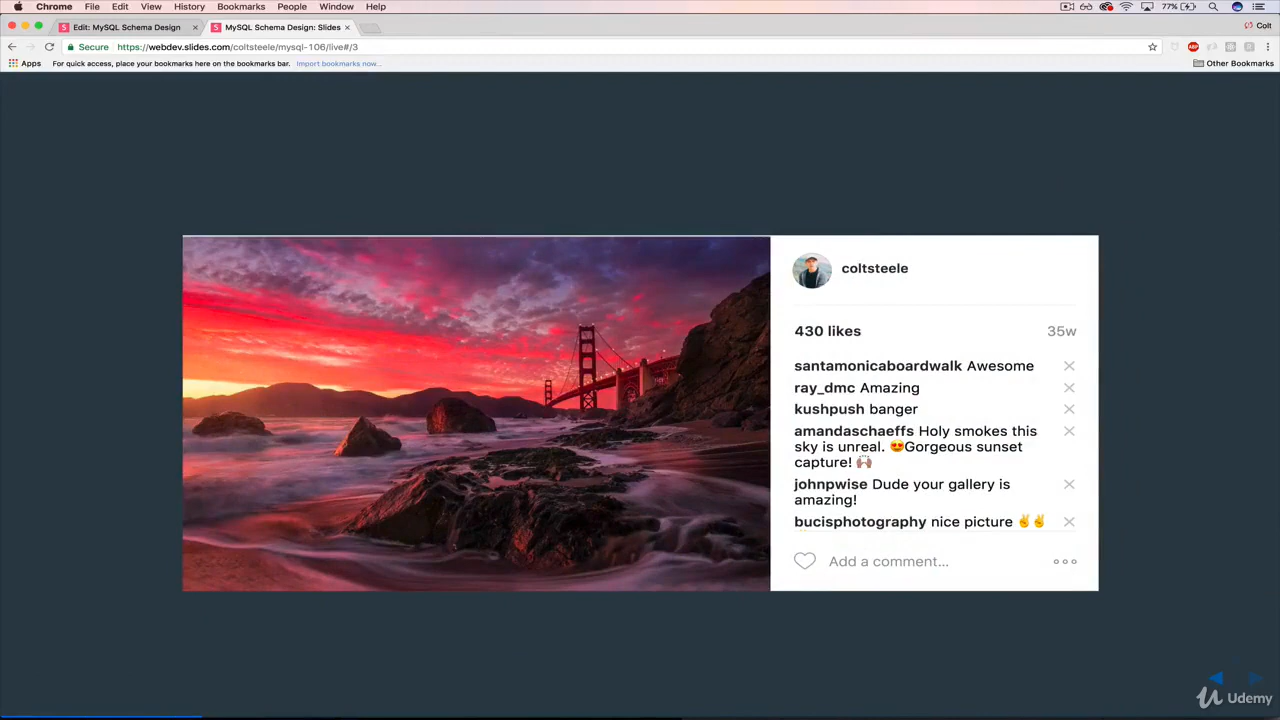 Chrome File Edit View History Bookmarks People Window Help 77%
Edit: MySQL Schema Design
MySQL Schema Design: Slides
Colt
Secure https://webdev.slides.com/coltsteele/mysql-106/live#/3
ABP
Apps For quick access, place your bookmarks here on the bookmarks bar. Import bookmarks now... Other Bookmarks
coltsteele
430 likes 35w
santamonicaboardwalk Awesome
ray_dmc Amazing
kushpush banger
amandaschaeffs Holy smokes this
sky is unreal. 😍Gorgeous sunset
capture! 🙌
johnpwise Dude your gallery is
amazing!
bucisphotography nice picture ✌✌
Add a comment...
Udemy